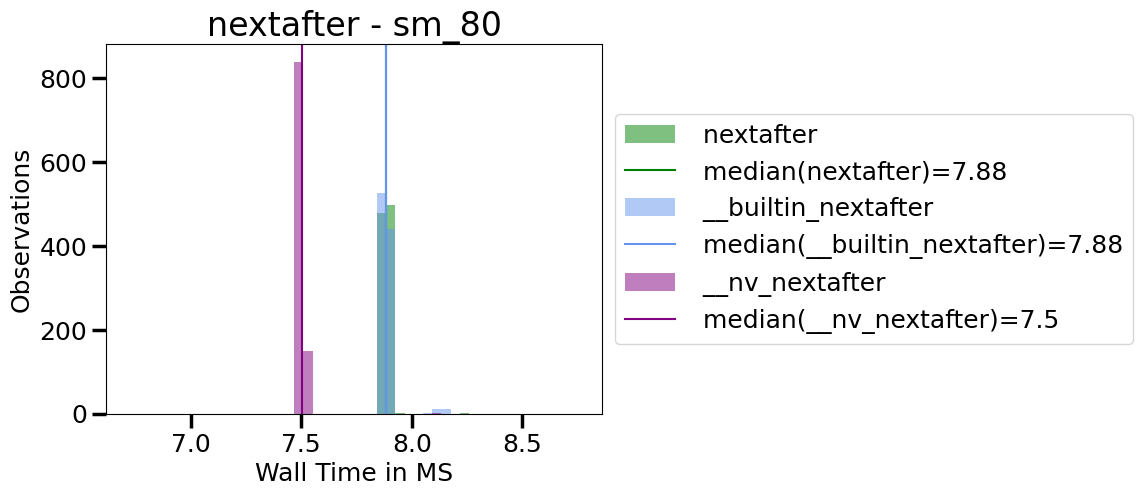 nextafter - sm_80
Observations
800
600
400
200
0
7.0 7.5 8.0 8.5
Wall Time in MS
nextafter
median(nextafter)=7.88
__builtin_nextafter
median(__builtin_nextafter)=7.88
__nv_nextafter
median(__nv_nextafter)=7.5